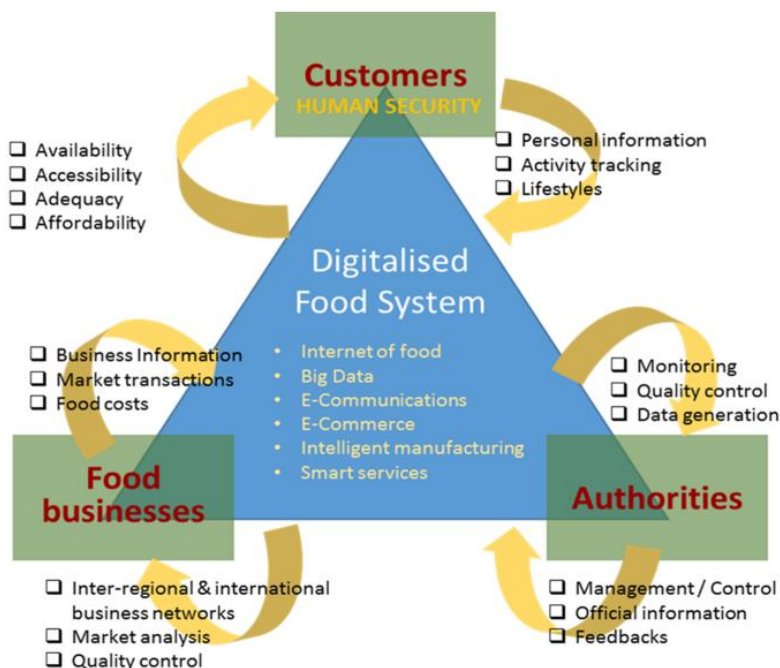 Customers
HUMAN SECURITY
❑ Availability
❑ Accessibility
❑ Adequacy
❑ Affordability
❑ Personal information
❑ Activity tracking
❑ Lifestyles
Digitalised
Food System
• Internet of food
• Big Data
• E-Communications
• E-Commerce
• Intelligent manufacturing
• Smart services
❑ Business Information
❑ Market transactions
❑ Food costs
❑ Monitoring
❑ Quality control
❑ Data generation
Food
businesses
Authorities
❑ Inter-regional & international
business networks
❑ Market analysis
❑ Quality control
❑ Management / Control
❑ Official information
❑ Feedbacks